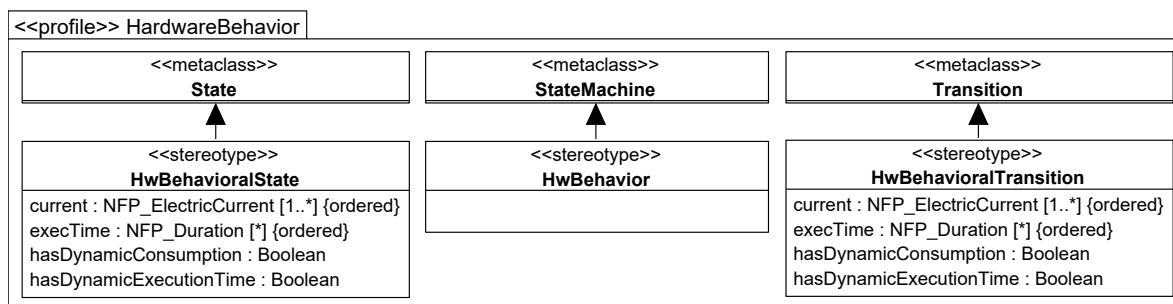 <<profile>> HardwareBehavior
<<metaclass>>
State
<<metaclass>>
StateMachine
<<metaclass>>
Transition
<<stereotype>>
HwBehavioralState
current : NFP_ElectricCurrent [1..*] {ordered}
execTime : NFP_Duration [*] {ordered}
hasDynamicConsumption : Boolean
hasDynamicExecutionTime : Boolean
<<stereotype>>
HwBehavior
<<stereotype>>
HwBehavioralTransition
current : NFP_ElectricCurrent [1..*] {ordered}
execTime : NFP_Duration [*] {ordered}
hasDynamicConsumption : Boolean
hasDynamicExecutionTime : Boolean